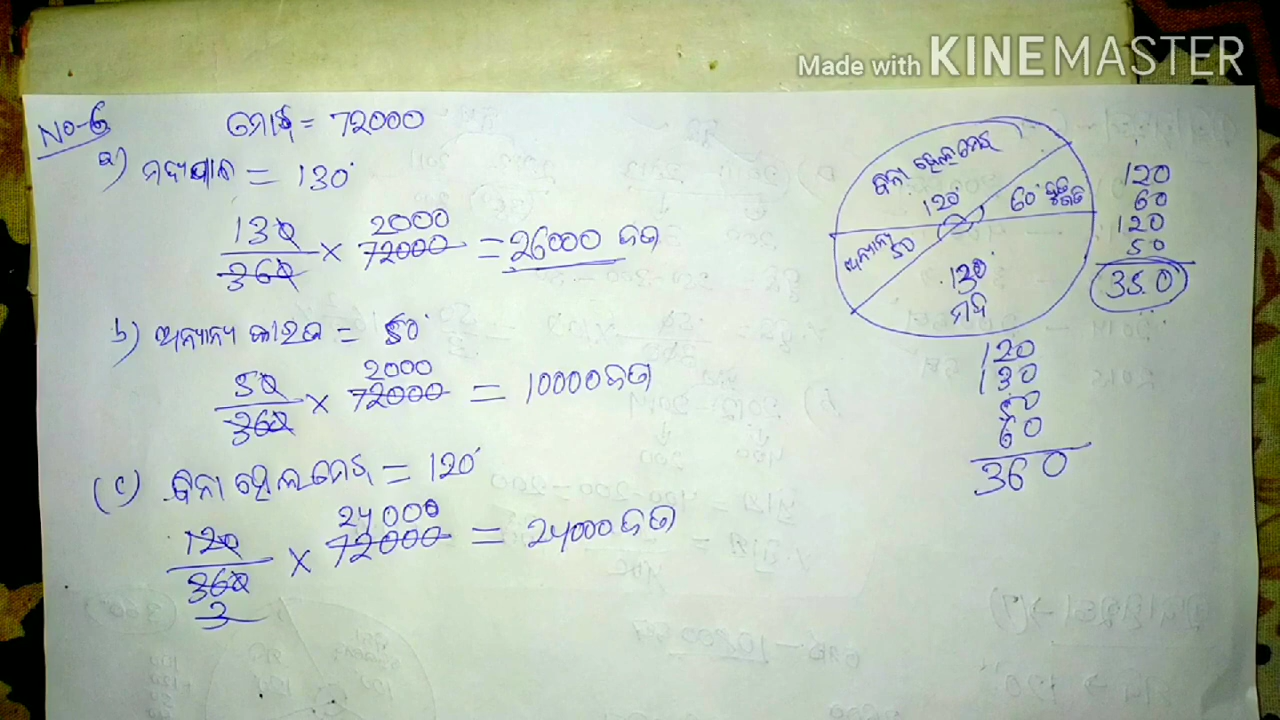 Made with KINEMASTER
NO-6
ମୋଟ = 72000
a) ମଦ୍ୟପାନ = 130°
130/360 × 72000 2000 = 26000 ଜଣ
b) ଅନ୍ୟାନ୍ୟ କାରଣ = 50°
50/360 × 72000 2000 = 10000 ଜଣ
(c) ବିନା ହେଲମେଟ୍ = 120°
120/360 3 × 72000 24000 = 24000 ଜଣ
ବିନା ହେଲମେଟ୍
120°
60°
ଅନ୍ୟାନ୍ୟ
50
130°
120
60
120
50
350
120
130
50
60
360